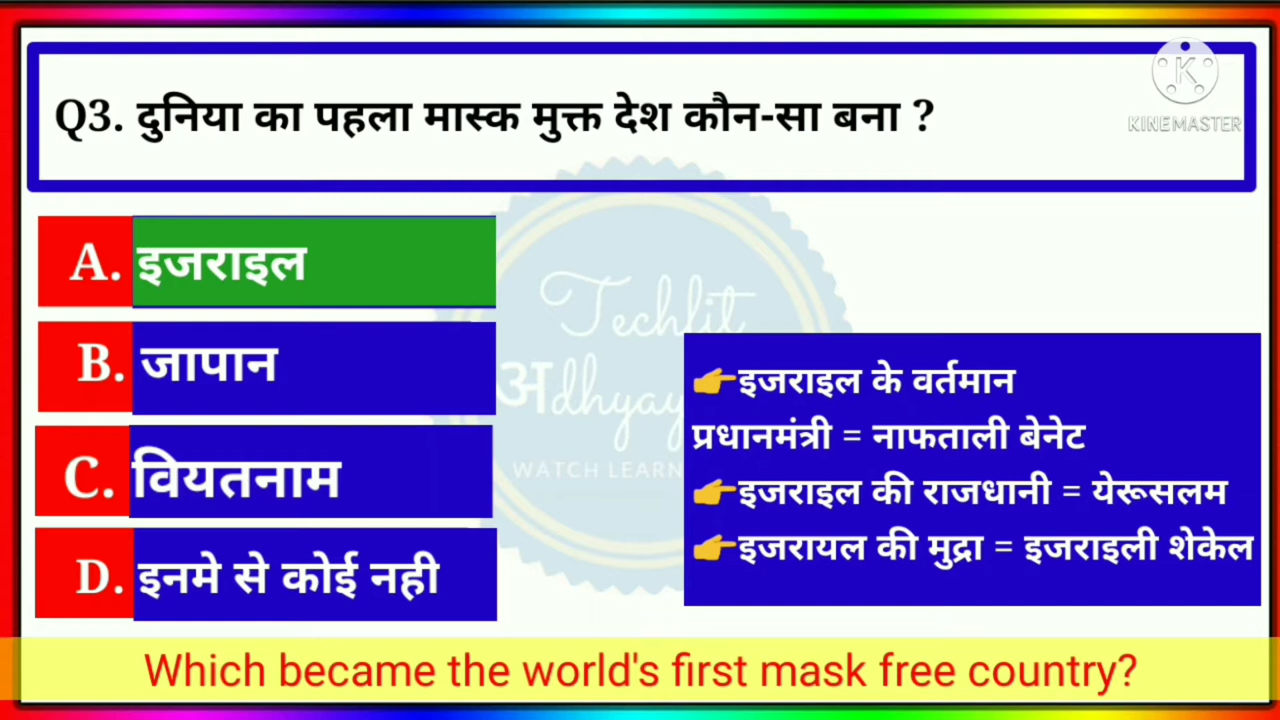 Q3. दुनिया का पहला मास्क मुक्त देश कौन-सा बना ?
KINEMASTER
A. इजराइल
B. जापान
C. वियतनाम
D. इनमे से कोई नही
Techlit
अdhyay
WATCH LEARN
👉इजराइल के वर्तमान
प्रधानमंत्री = नाफताली बेनेट
👉इजराइल की राजधानी = येरूसलम
👉इजरायल की मुद्रा = इजराइली शेकेल
Which became the world's first mask free country?